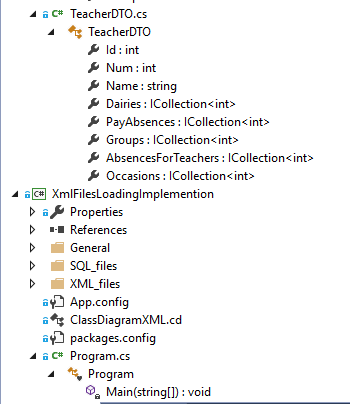 TeacherDTO.cs
TeacherDTO
Id : int
Num : int
Name : string
Dairies : ICollection<int>
PayAbsences : ICollection<int>
Groups : ICollection<int>
AbsencesForTeachers : ICollection<int>
Occasions : ICollection<int>
C# XmlFilesLoadingImplemention
Properties
References
General
SQL_files
XML_files
App.config
ClassDiagramXML.cd
packages.config
C# Program.cs
Program
Main(string[]) : void